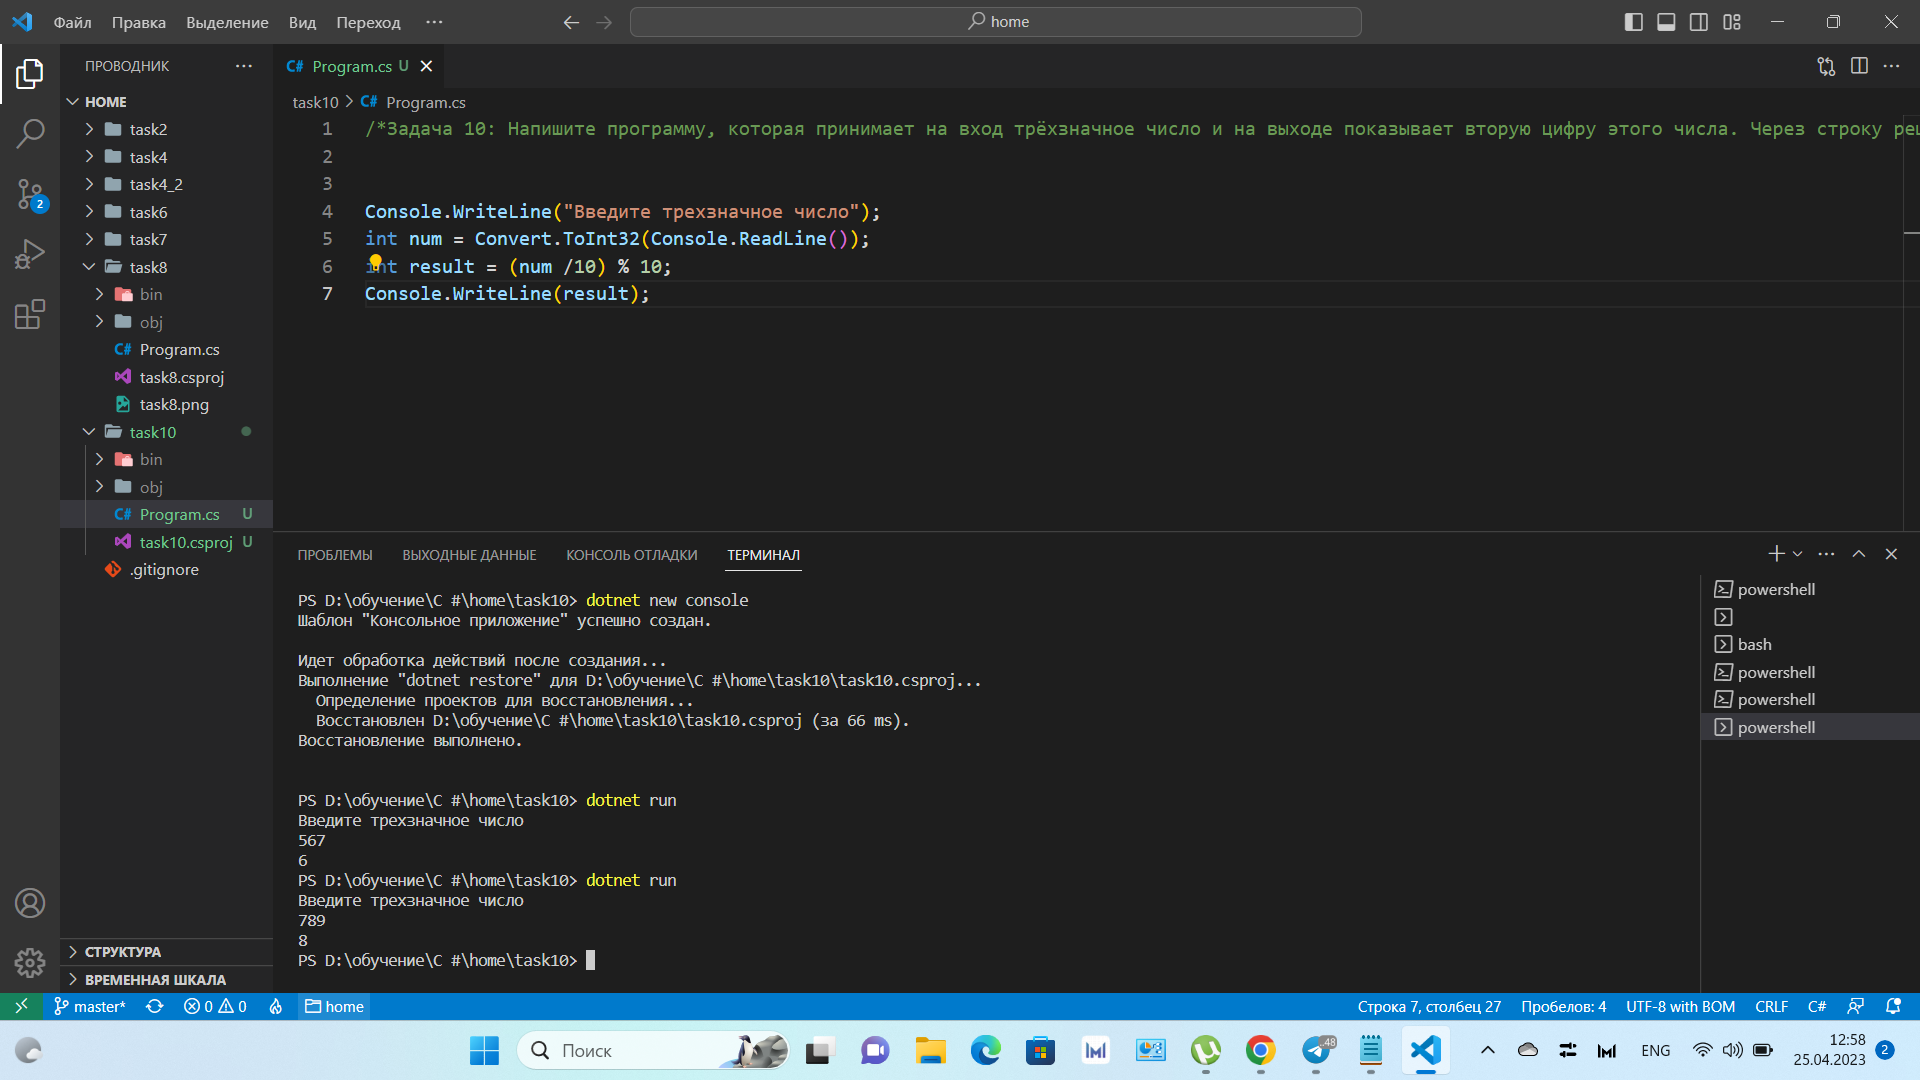 Файл Правка Выделение Вид Переход ··· home
ПРОВОДНИК ···
HOME
task2
task4
task4_2
task6
task7
task8
bin
obj
C# Program.cs
task8.csproj
task8.png
task10
bin
obj
C# Program.cs U
task10.csproj U
.gitignore
СТРУКТУРА
ВРЕМЕННАЯ ШКАЛА
2
C# Program.cs U
task10 > C# Program.cs
1 /*Задача 10: Напишите программу, которая принимает на вход трёхзначное число и на выходе показывает вторую цифру этого числа. Через строку реш
2
3
4 Console.WriteLine("Введите трехзначное число");
5 int num = Convert.ToInt32(Console.ReadLine());
6 int result = (num /10) % 10;
7 Console.WriteLine(result);
ПРОБЛЕМЫ ВЫХОДНЫЕ ДАННЫЕ КОНСОЛЬ ОТЛАДКИ ТЕРМИНАЛ
PS D:\обучение\C #\home\task10> dotnet new console
Шаблон "Консольное приложение" успешно создан.
Идет обработка действий после создания...
Выполнение "dotnet restore" для D:\обучение\C #\home\task10\task10.csproj...
Определение проектов для восстановления...
Восстановлен D:\обучение\C #\home\task10\task10.csproj (за 66 ms).
Восстановление выполнено.
PS D:\обучение\C #\home\task10> dotnet run
Введите трехзначное число
567
6
PS D:\обучение\C #\home\task10> dotnet run
Введите трехзначное число
789
8
PS D:\обучение\C #\home\task10>
powershell
bash
powershell
powershell
powershell
master* 0 0 home Строка 7, столбец 27 Пробелов: 4 UTF-8 with BOM CRLF C#
Поиск .48 ENG 12:58
25.04.2023 2